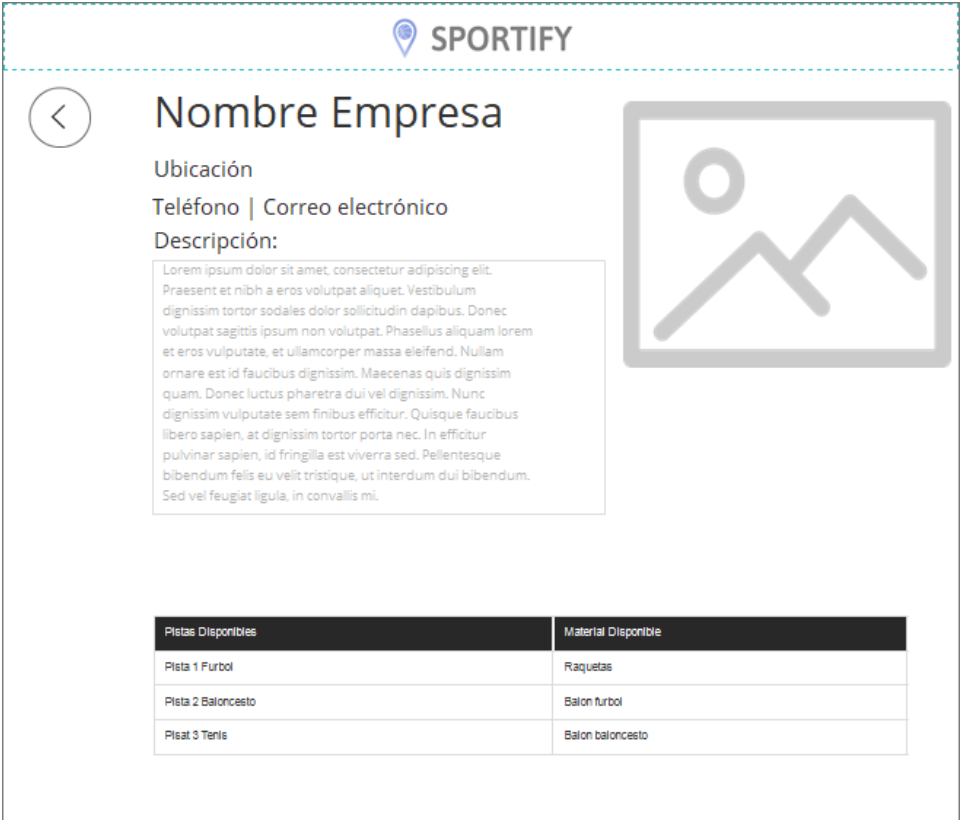 SPORTIFY
Nombre Empresa
Ubicación
Teléfono | Correo electrónico
Descripción:
Lorem ipsum dolor sit amet, consectetur adipiscing elit.
Praesent et nibh a eros volutpat aliquet. Vestibulum
dignissim tortor sodales dolor sollicitudin dapibus. Donec
volutpat sagittis ipsum non volutpat. Phasellus aliquam lorem
et eros vulputate, et ullamcorper massa eleifend. Nullam
ornare est id faucibus dignissim. Maecenas quis dignissim
quam. Donec luctus pharetra dui vel dignissim. Nunc
dignissim vulputate sem finibus efficitur. Quisque faucibus
libero sapien, at dignissim tortor porta nec. In efficitur
pulvinar sapien, id fringilla est viverra sed. Pellentesque
bibendum felis eu velit tristique, ut interdum dui bibendum.
Sed vel feugiat ligula, in convallis mi.
Pistas Disponibles Material Disponible
Pista 1 Furbol Raquetas
Pista 2 Baloncesto Balon furbol
Pisat 3 Tenis Balon baloncesto